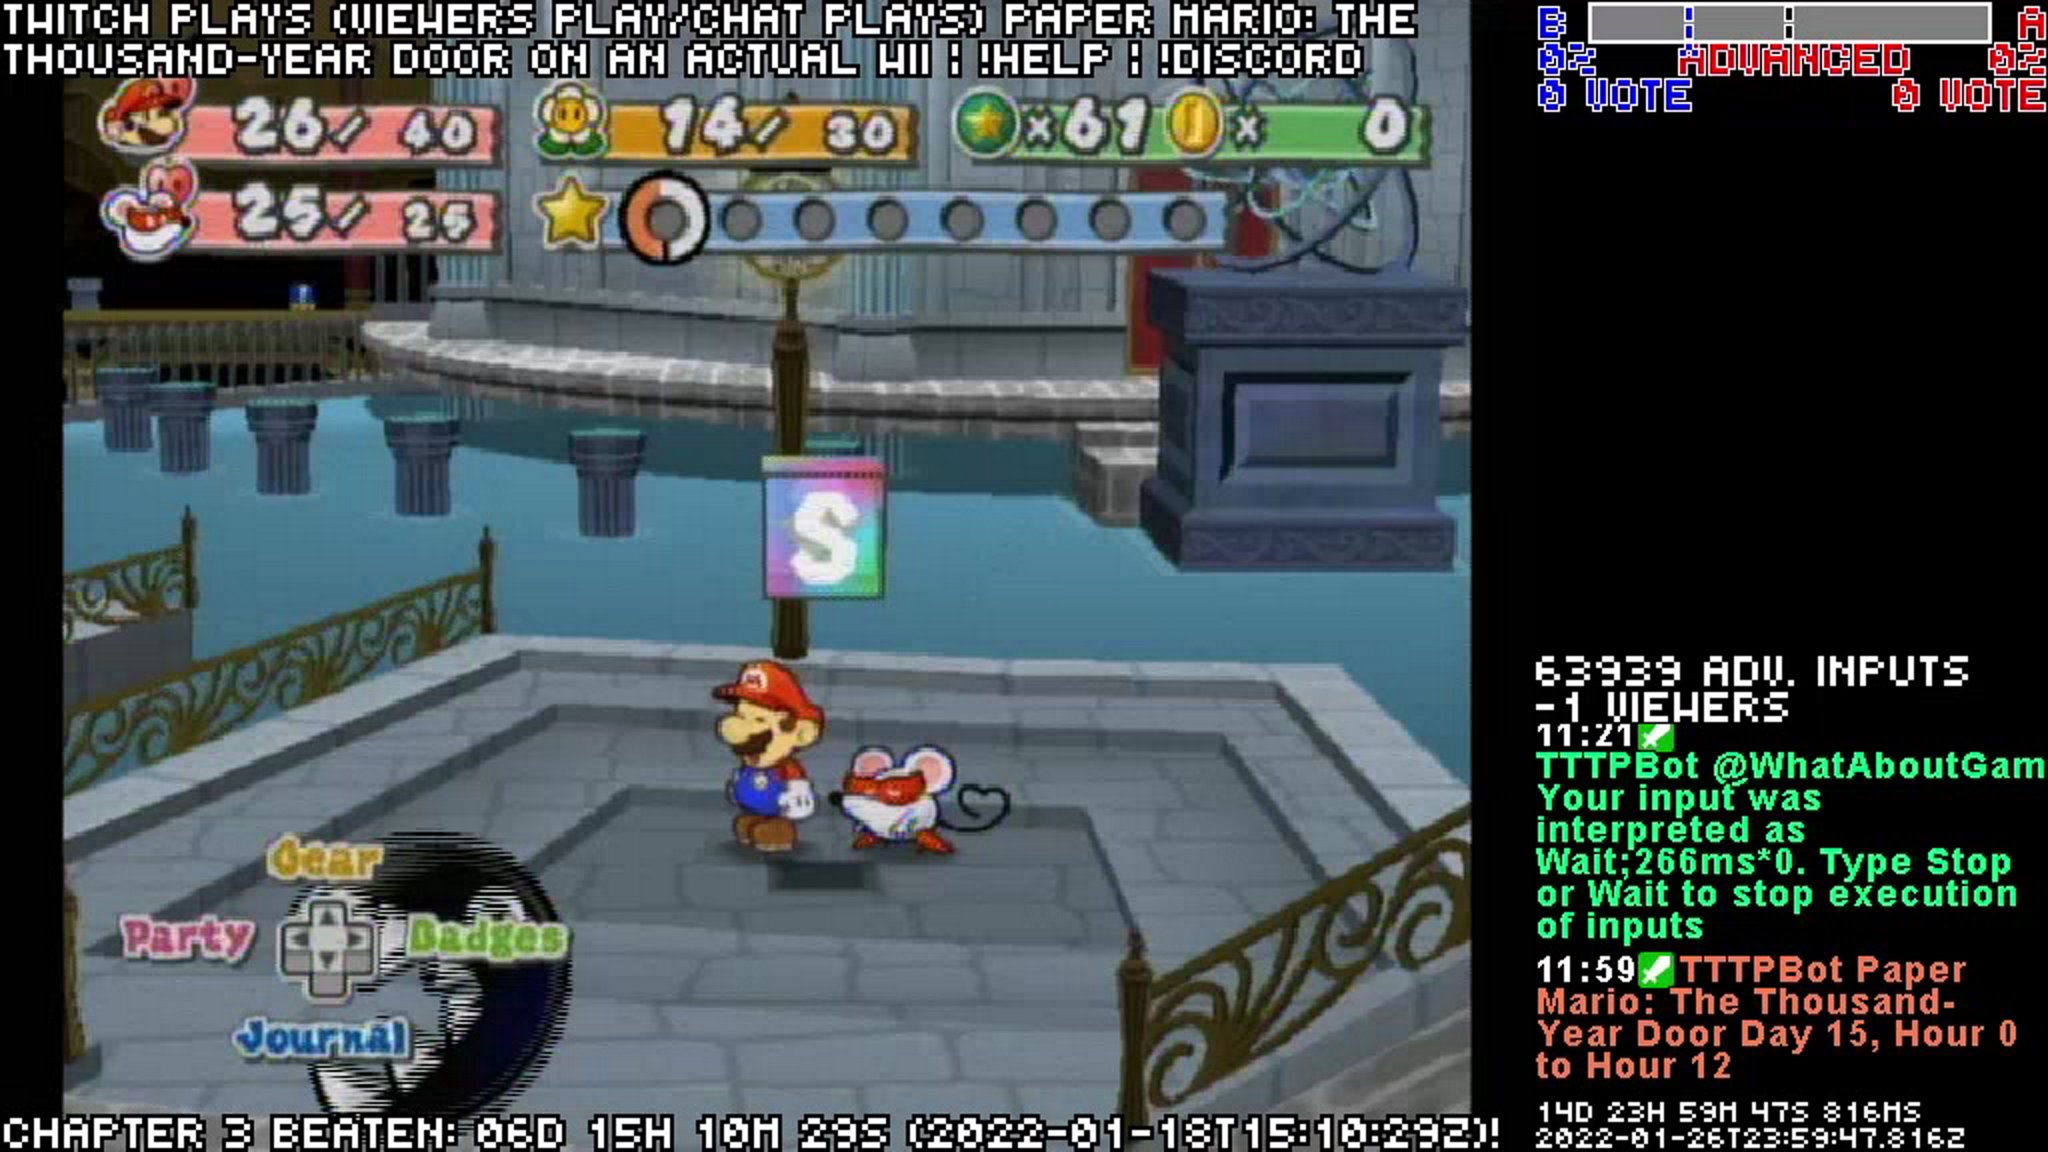 TWITCH PLAYS (VIEWERS PLAY/CHAT PLAYS) PAPER MARIO: THE
THOUSAND-YEAR DOOR ON AN ACTUAL WII ¦ !HELP ¦ !DISCORD
B A
0% ADVANCED 0%
0 VOTE 0 VOTE
26/ 40
14/ 30
×61 × 0
25/ 25
S
Gear
Party Badges
Journal
63939 ADV. INPUTS
-1 VIEWERS
11:21
TTTPBot @WhatAboutGam
Your input was
interpreted as
Wait;266ms*0. Type Stop
or Wait to stop execution
of inputs
11:59 TTTPBot Paper
Mario: The Thousand-
Year Door Day 15, Hour 0
to Hour 12
14D 23H 59M 47S 816MS
2022-01-26T23:59:47.816Z
CHAPTER 3 BEATEN: 06D 15H 10M 29S (2022-01-18T15:10:29Z)!